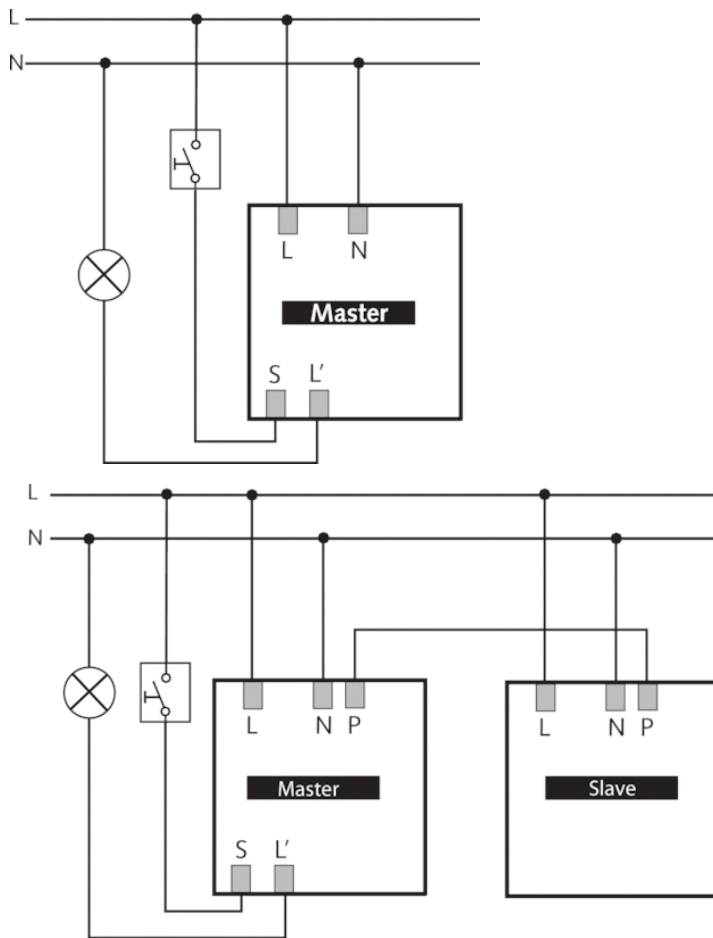 L
N
L N
Master
S L'
L
N
L N P L N P
Master Slave
S L'